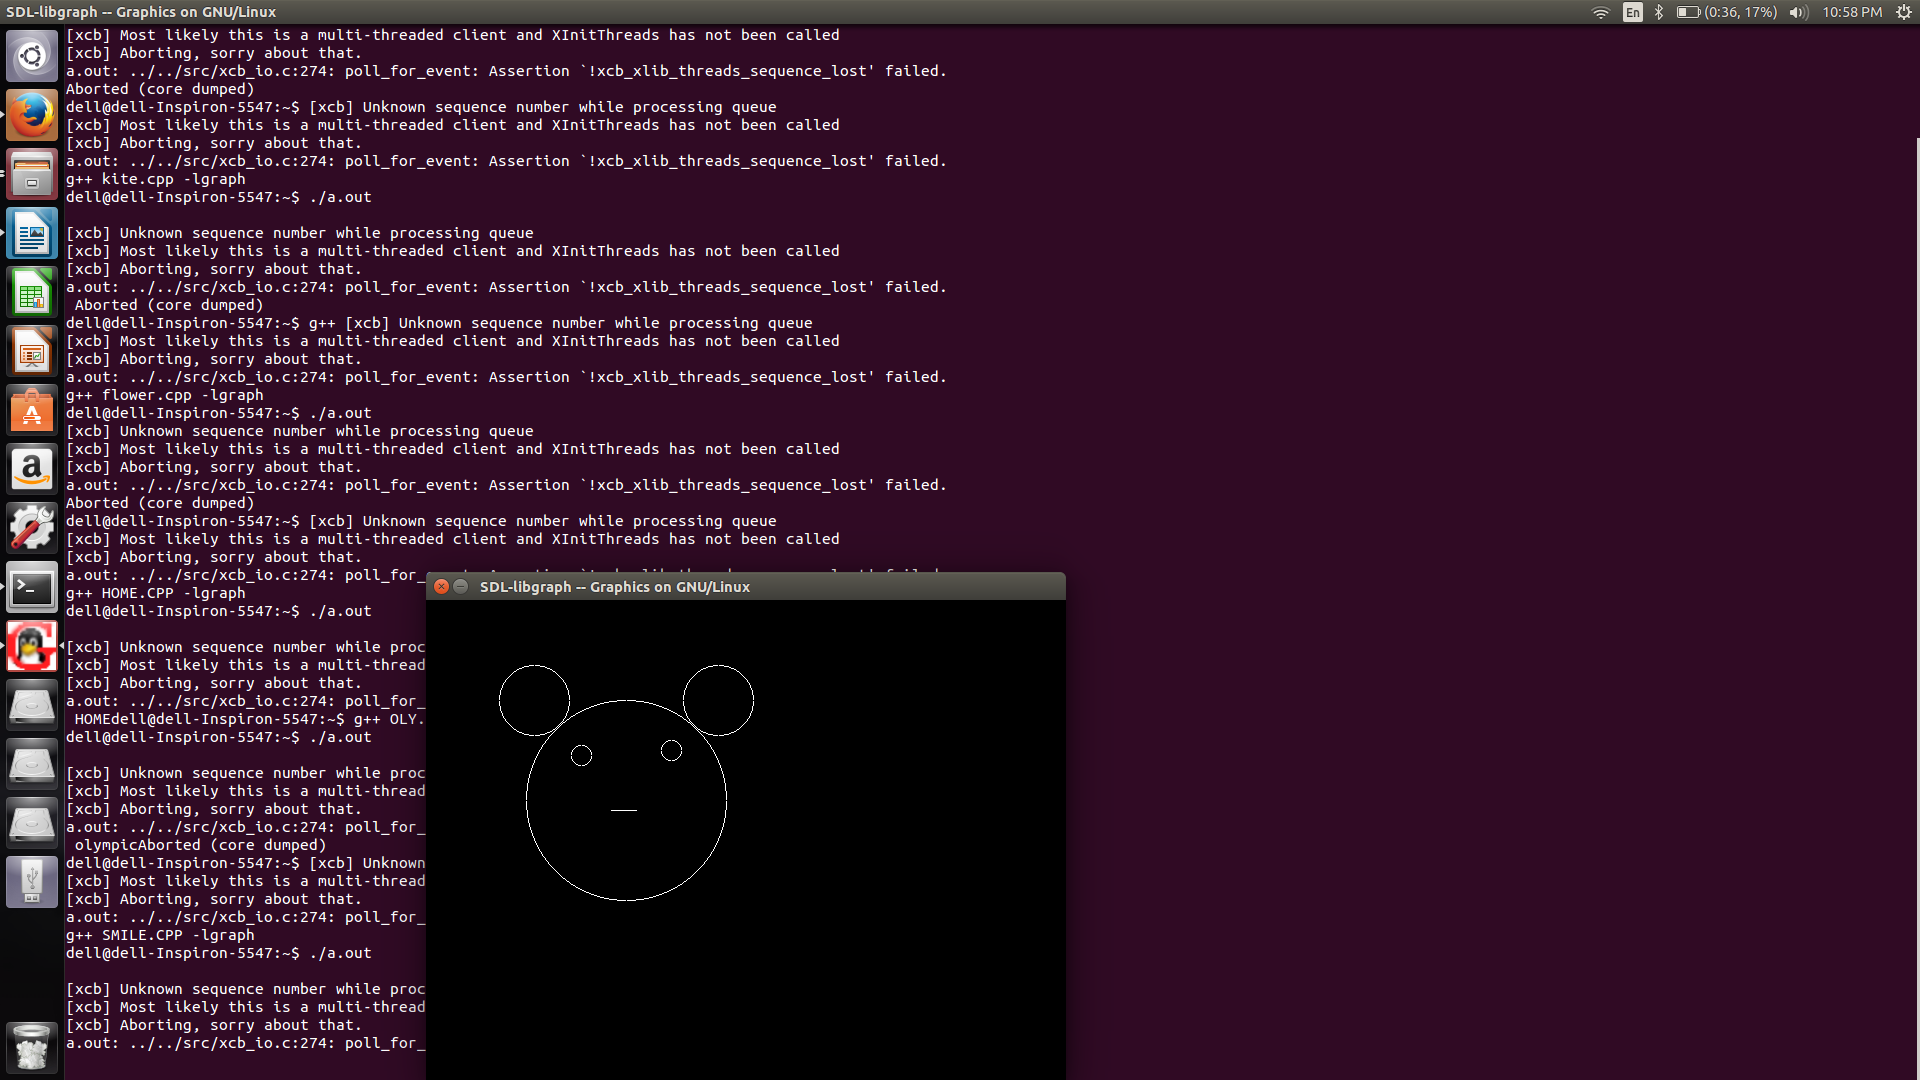 SDL-libgraph -- Graphics on GNU/Linux
En (0:36, 17%) 10:58 PM
[xcb] Most likely this is a multi-threaded client and XInitThreads has not been called
[xcb] Aborting, sorry about that.
a.out: ../../src/xcb_io.c:274: poll_for_event: Assertion `!xcb_xlib_threads_sequence_lost' failed.
Aborted (core dumped)
dell@dell-Inspiron-5547:~$ [xcb] Unknown sequence number while processing queue
[xcb] Most likely this is a multi-threaded client and XInitThreads has not been called
[xcb] Aborting, sorry about that.
a.out: ../../src/xcb_io.c:274: poll_for_event: Assertion `!xcb_xlib_threads_sequence_lost' failed.
g++ kite.cpp -lgraph
dell@dell-Inspiron-5547:~$ ./a.out
[xcb] Unknown sequence number while processing queue
[xcb] Most likely this is a multi-threaded client and XInitThreads has not been called
[xcb] Aborting, sorry about that.
a.out: ../../src/xcb_io.c:274: poll_for_event: Assertion `!xcb_xlib_threads_sequence_lost' failed.
Aborted (core dumped)
dell@dell-Inspiron-5547:~$ g++ [xcb] Unknown sequence number while processing queue
[xcb] Most likely this is a multi-threaded client and XInitThreads has not been called
[xcb] Aborting, sorry about that.
a.out: ../../src/xcb_io.c:274: poll_for_event: Assertion `!xcb_xlib_threads_sequence_lost' failed.
g++ flower.cpp -lgraph
dell@dell-Inspiron-5547:~$ ./a.out
[xcb] Unknown sequence number while processing queue
[xcb] Most likely this is a multi-threaded client and XInitThreads has not been called
[xcb] Aborting, sorry about that.
a.out: ../../src/xcb_io.c:274: poll_for_event: Assertion `!xcb_xlib_threads_sequence_lost' failed.
Aborted (core dumped)
dell@dell-Inspiron-5547:~$ [xcb] Unknown sequence number while processing queue
[xcb] Most likely this is a multi-threaded client and XInitThreads has not been called
[xcb] Aborting, sorry about that.
a.out: ../../src/xcb_io.c:274: poll_for_
g++ HOME.CPP -lgraph
dell@dell-Inspiron-5547:~$ ./a.out
[xcb] Unknown sequence number while proc
[xcb] Most likely this is a multi-thread
[xcb] Aborting, sorry about that.
a.out: ../../src/xcb_io.c:274: poll_for_
HOMEdell@dell-Inspiron-5547:~$ g++ OLY.
dell@dell-Inspiron-5547:~$ ./a.out
[xcb] Unknown sequence number while proc
[xcb] Most likely this is a multi-thread
[xcb] Aborting, sorry about that.
a.out: ../../src/xcb_io.c:274: poll_for_
olympicAborted (core dumped)
dell@dell-Inspiron-5547:~$ [xcb] Unknown
[xcb] Most likely this is a multi-thread
[xcb] Aborting, sorry about that.
a.out: ../../src/xcb_io.c:274: poll_for_
g++ SMILE.CPP -lgraph
dell@dell-Inspiron-5547:~$ ./a.out
[xcb] Unknown sequence number while proc
[xcb] Most likely this is a multi-thread
[xcb] Aborting, sorry about that.
a.out: ../../src/xcb_io.c:274: poll_for_
SDL-libgraph -- Graphics on GNU/Linux